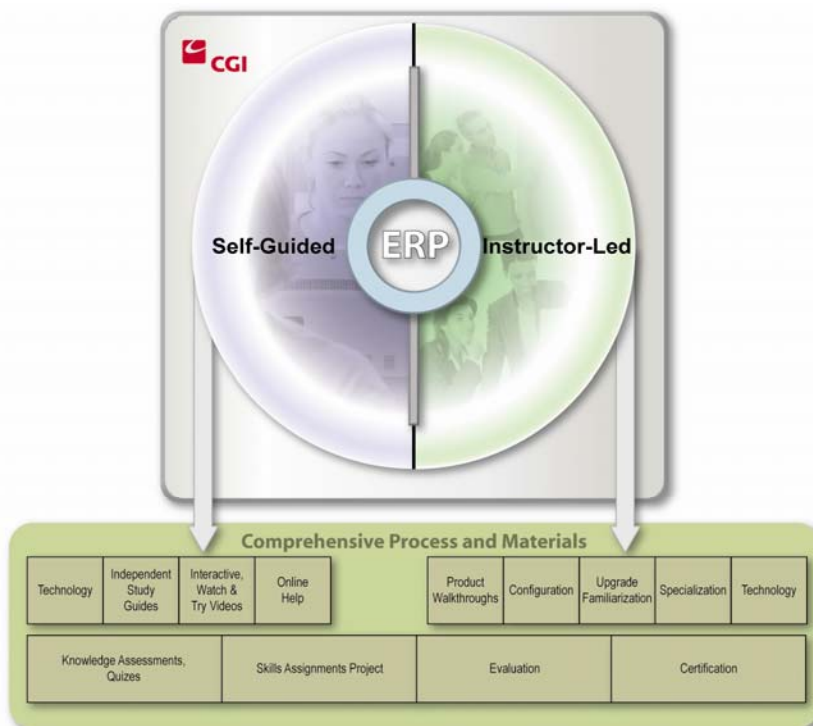 CGI
Self-Guided
ERP
Instructor-Led
Comprehensive Process and Materials
Technology
Independent
Study
Guides
Interactive,
Watch &
Try Videos
Online
Help
Product
Walkthroughs
Configuration
Upgrade
Familiarization
Specialization
Technology
Knowledge Assessments,
Quizes
Skills Assignments Project
Evaluation
Certification